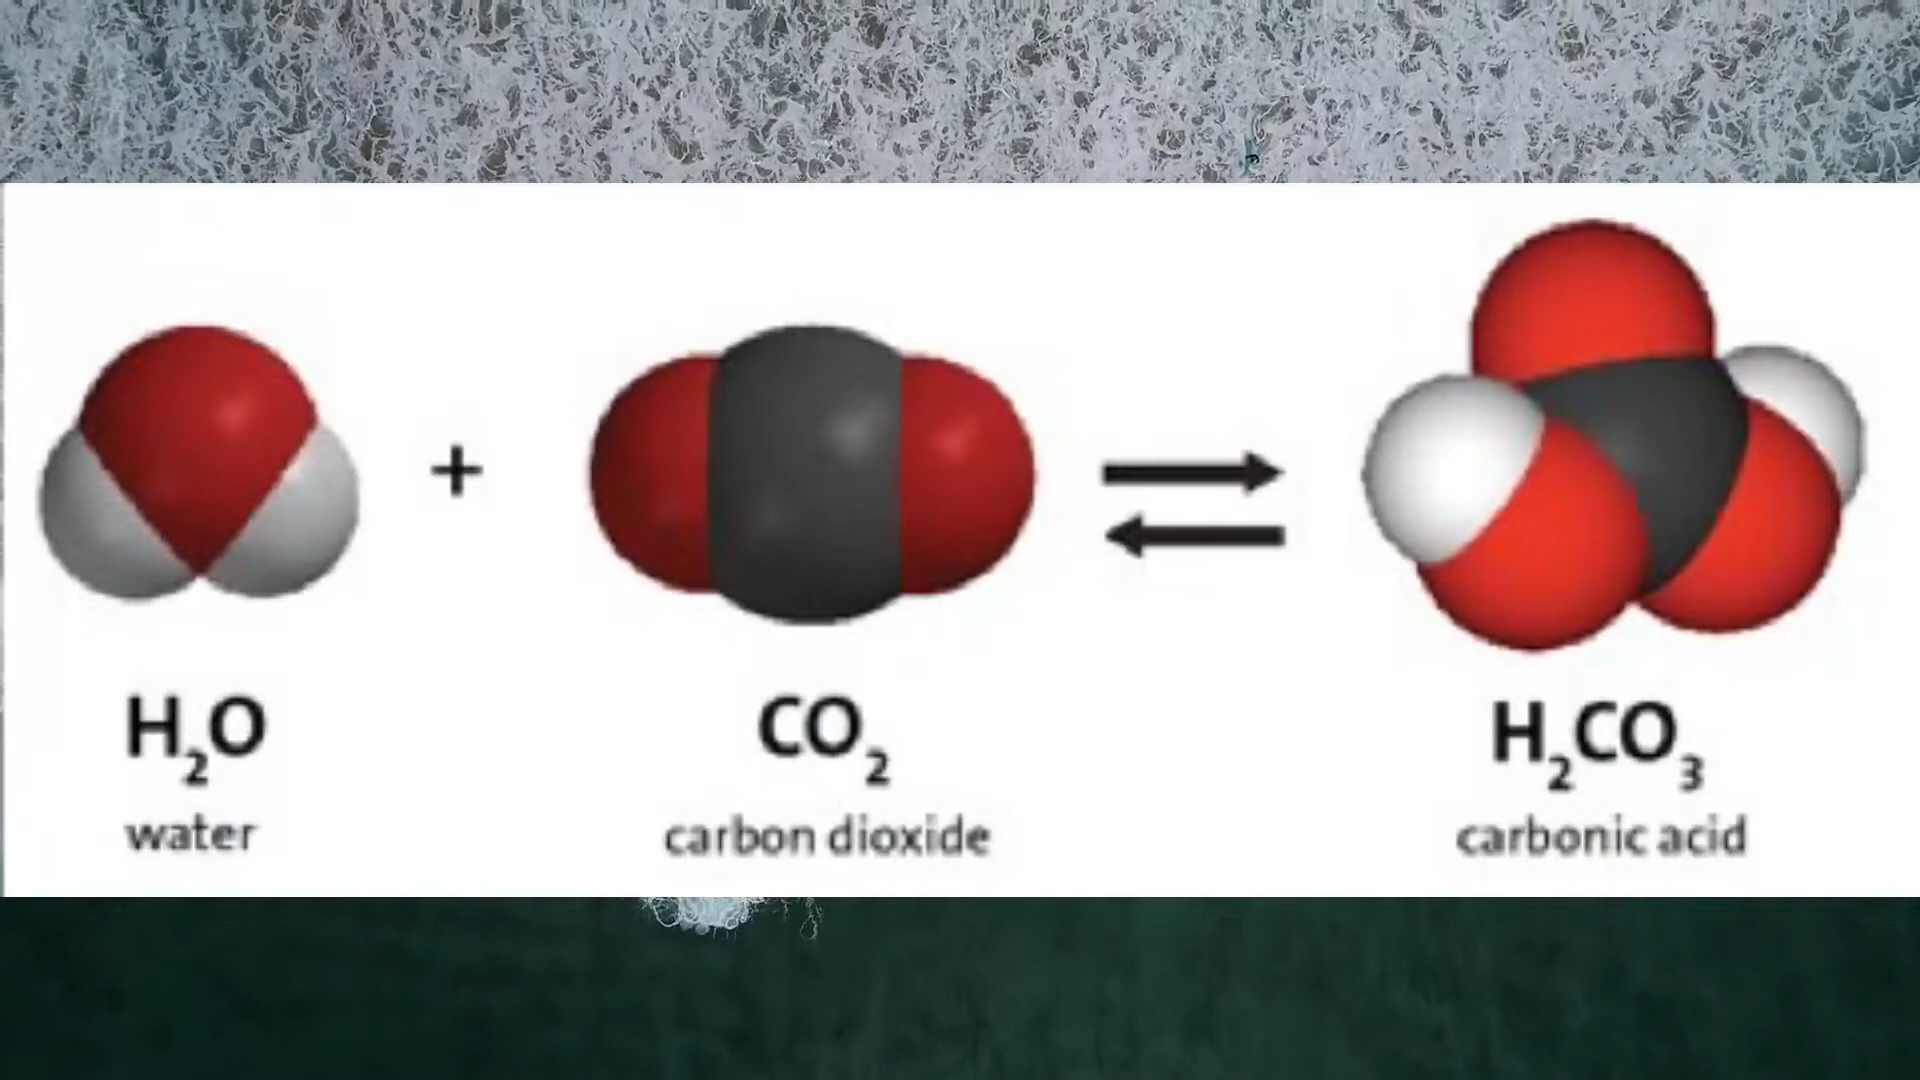 +
H₂O
CO₂
H₂CO₃
water
carbon dioxide
carbonic acid